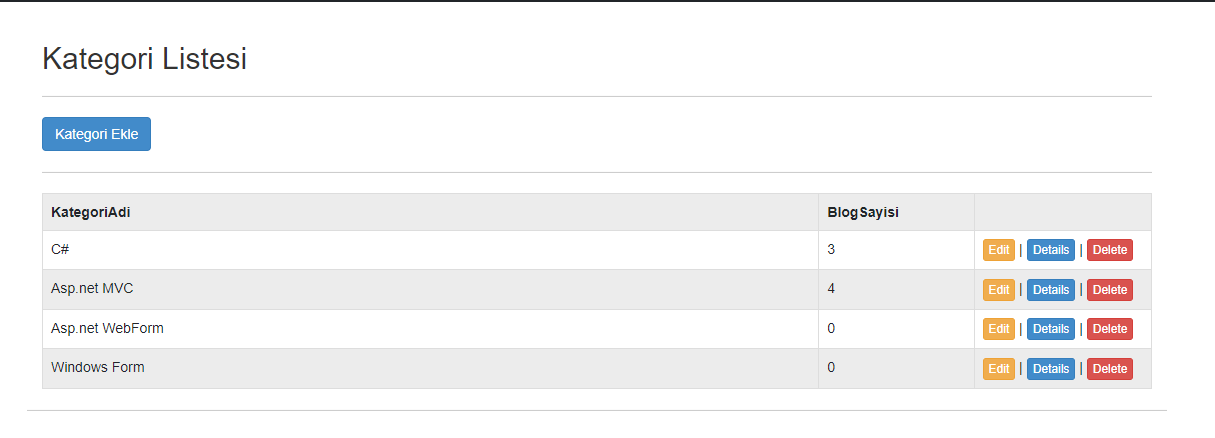 Kategori Listesi
Kategori Ekle
KategoriAdi BlogSayisi
C# 3 Edit | Details | Delete
Asp.net MVC 4 Edit | Details | Delete
Asp.net WebForm 0 Edit | Details | Delete
Windows Form 0 Edit | Details | Delete